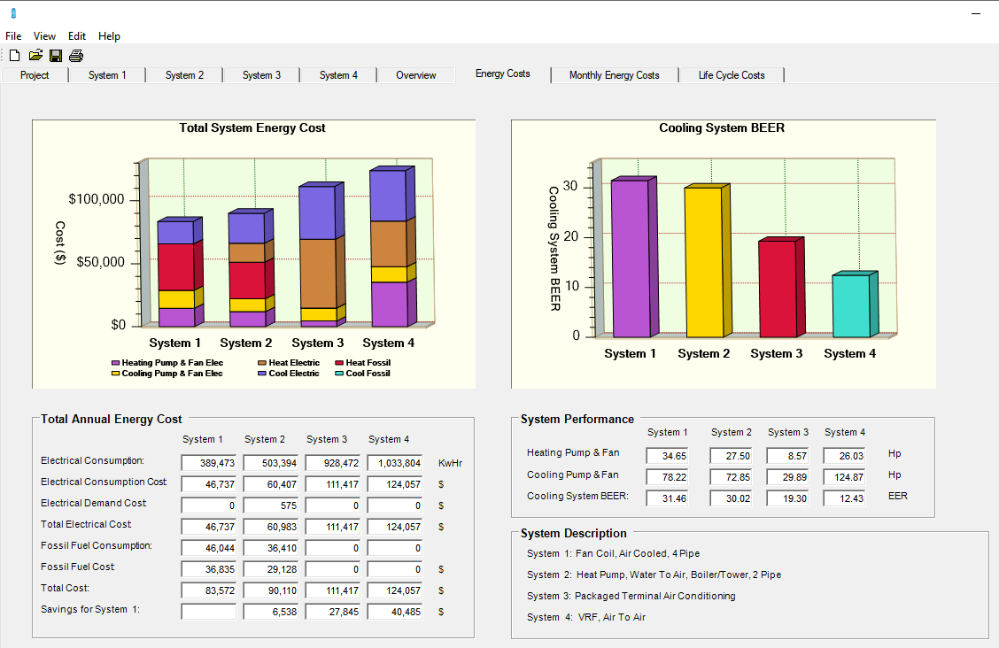 File View Edit Help
Project System 1 System 2 System 3 System 4 Overview Energy Costs Monthly Energy Costs Life Cycle Costs
Total System Energy Cost
Cost ($)
$100,000
$50,000
$0
System 1 System 2 System 3 System 4
Heating Pump & Fan Elec Heat Electric Heat Fossil
Cooling Pump & Fan Elec Cool Electric Cool Fossil
Cooling System BEER
Cooling System BEER
30
20
10
0
System 1 System 2 System 3 System 4
Total Annual Energy Cost
System 1 System 2 System 3 System 4
Electrical Consumption: 389,473 503,394 928,472 1,033,804 KwHr
Electrical Consumption Cost 46,737 60,407 111,417 124,057 $
Electrical Demand Cost 0 575 0 0 $
Total Electrical Cost 46,737 60,983 111,417 124,057 $
Fossil Fuel Consumption: 46,044 36,410 0 0
Fossil Fuel Cost 36,835 29,128 0 0 $
Total Cost: 83,572 90,110 111,417 124,057 $
Savings for System 1: 6,538 27,845 40,485 $
System Performance
System 1 System 2 System 3 System 4
Heating Pump & Fan 34.65 27.50 8.57 26.03 Hp
Cooling Pump & Fan 78.22 72.85 29.89 124.87 Hp
Cooling System BEER: 31.46 30.02 19.30 12.43 EER
System Description
System 1: Fan Coil, Air Cooled, 4 Pipe
System 2: Heat Pump, Water To Air, Boiler/Tower, 2 Pipe
System 3: Packaged Terminal Air Conditioning
System 4: VRF, Air To Air